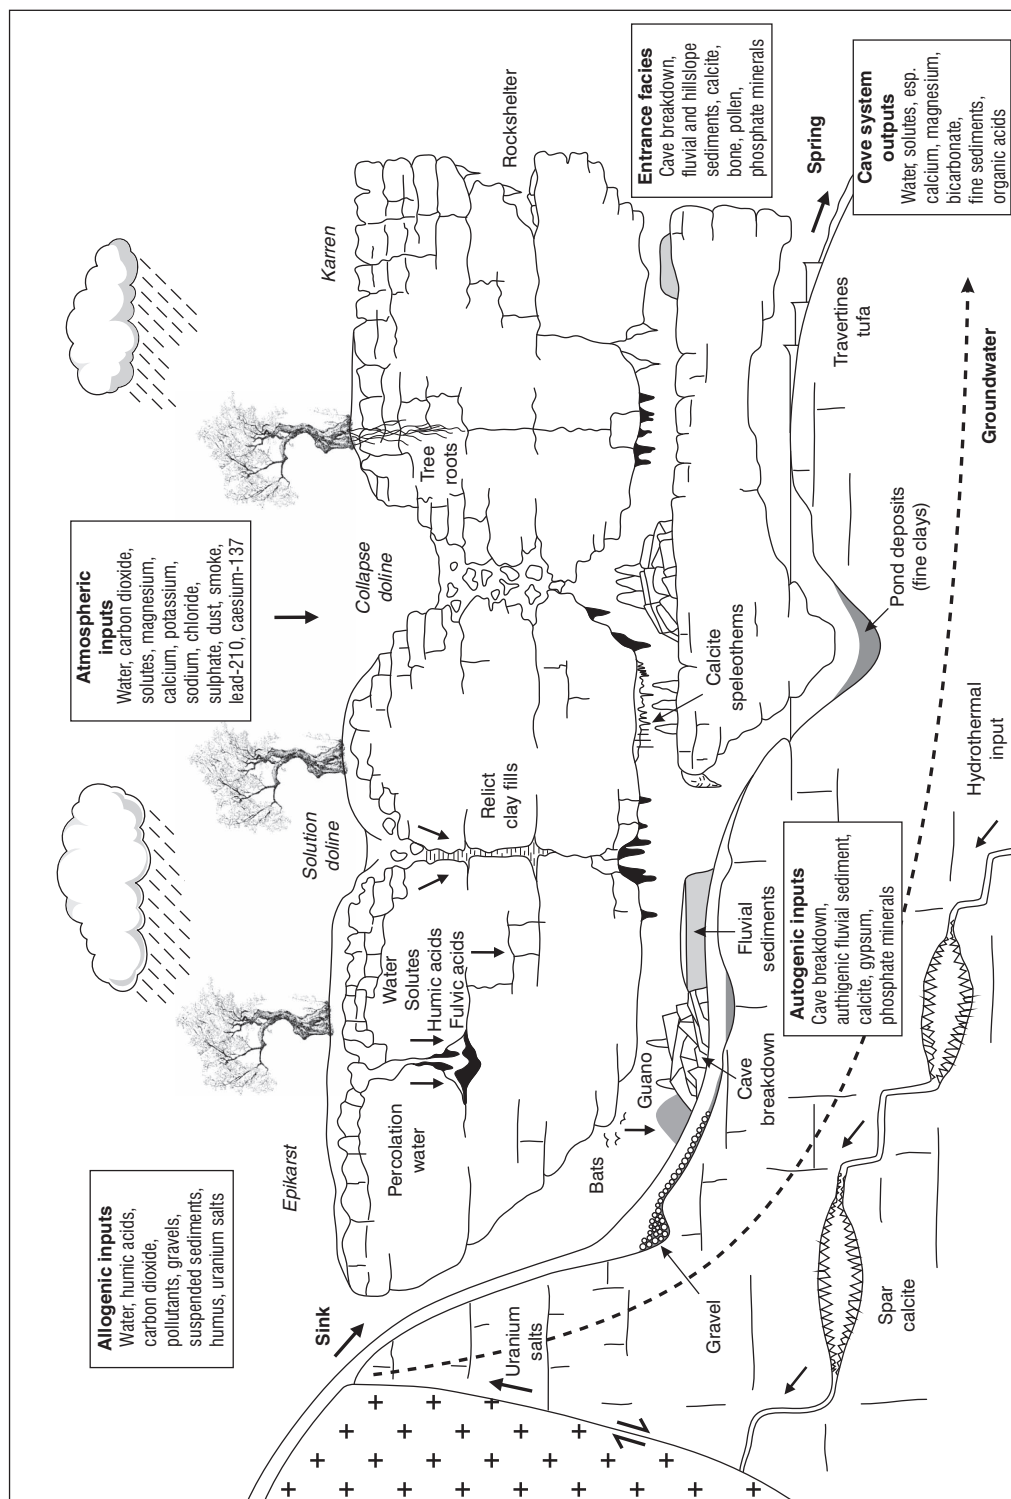 Allogenic inputs
Water, humic acids,
carbon dioxide,
pollutants, gravels,
suspended sediments,
humus, uranium salts
Atmospheric
inputs
Water, carbon dioxide,
solutes, magnesium,
calcium, potassium,
sodium, chloride,
sulphate, dust, smoke,
lead-210, caesium-137
Epikarst
Solution
doline
Collapse
doline
Karren
Rockshelter
Sink
Percolation
water
Water
Solutes
Humic acids
Fulvic acids
Relict
clay fills
Tree
roots
Entrance facies
Cave breakdown,
fluvial and hillslope
sediments, calcite,
bone, pollen,
phosphate minerals
Uranium
salts
Bats
Guano
Gravel
Cave
breakdown
Fluvial
sediments
Calcite
speleothems
Pond deposits
(fine clays)
Travertines
tufa
Spring
Cave system
outputs
Water, solutes, esp.
calcium, magnesium,
bicarbonate,
fine sediments,
organic acids
Autogenic inputs
Cave breakdown,
authigenic fluvial sediment,
calcite, gypsum,
phosphate minerals
Groundwater
Spar
calcite
Hydrothermal
input